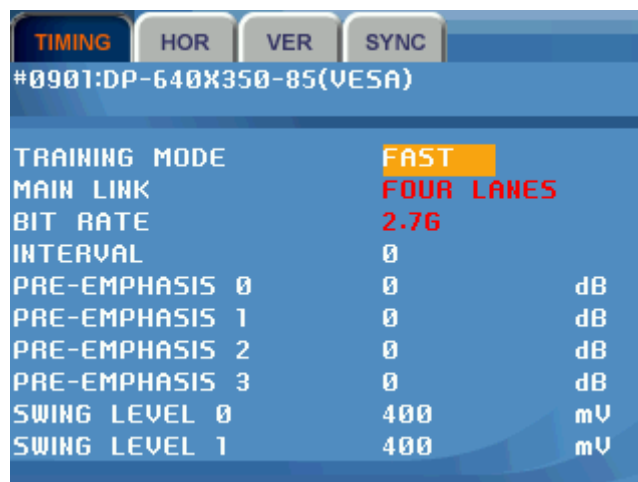 TIMING HOR VER SYNC
#0901:DP-640X350-85(VESA)
TRAINING MODE FAST
MAIN LINK FOUR LANES
BIT RATE 2.7G
INTERVAL 0
PRE-EMPHASIS 0 0 dB
PRE-EMPHASIS 1 0 dB
PRE-EMPHASIS 2 0 dB
PRE-EMPHASIS 3 0 dB
SWING LEVEL 0 400 mV
SWING LEVEL 1 400 mV